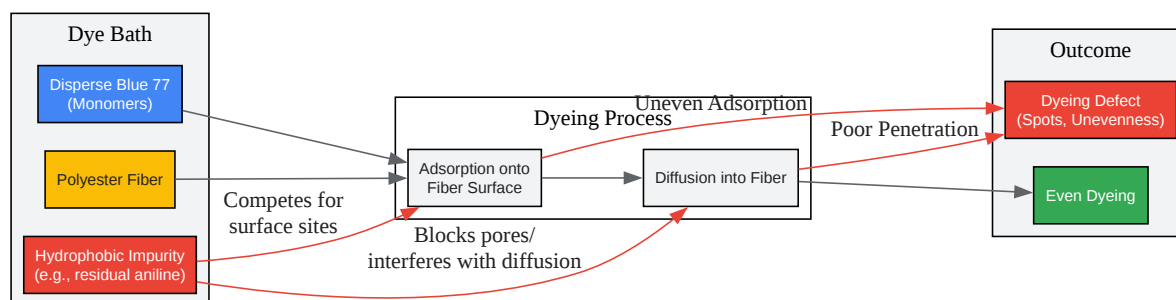 Dye Bath
Disperse Blue 77
(Monomers)
Polyester Fiber
Hydrophobic Impurity
(e.g., residual aniline)
Competes for
surface sites
Blocks pores/
interferes with diffusion
Dyeing Process
Adsorption onto
Fiber Surface
Diffusion into Fiber
Uneven Adsorption
Poor Penetration
Outcome
Dyeing Defect
(Spots, Unevenness)
Even Dyeing